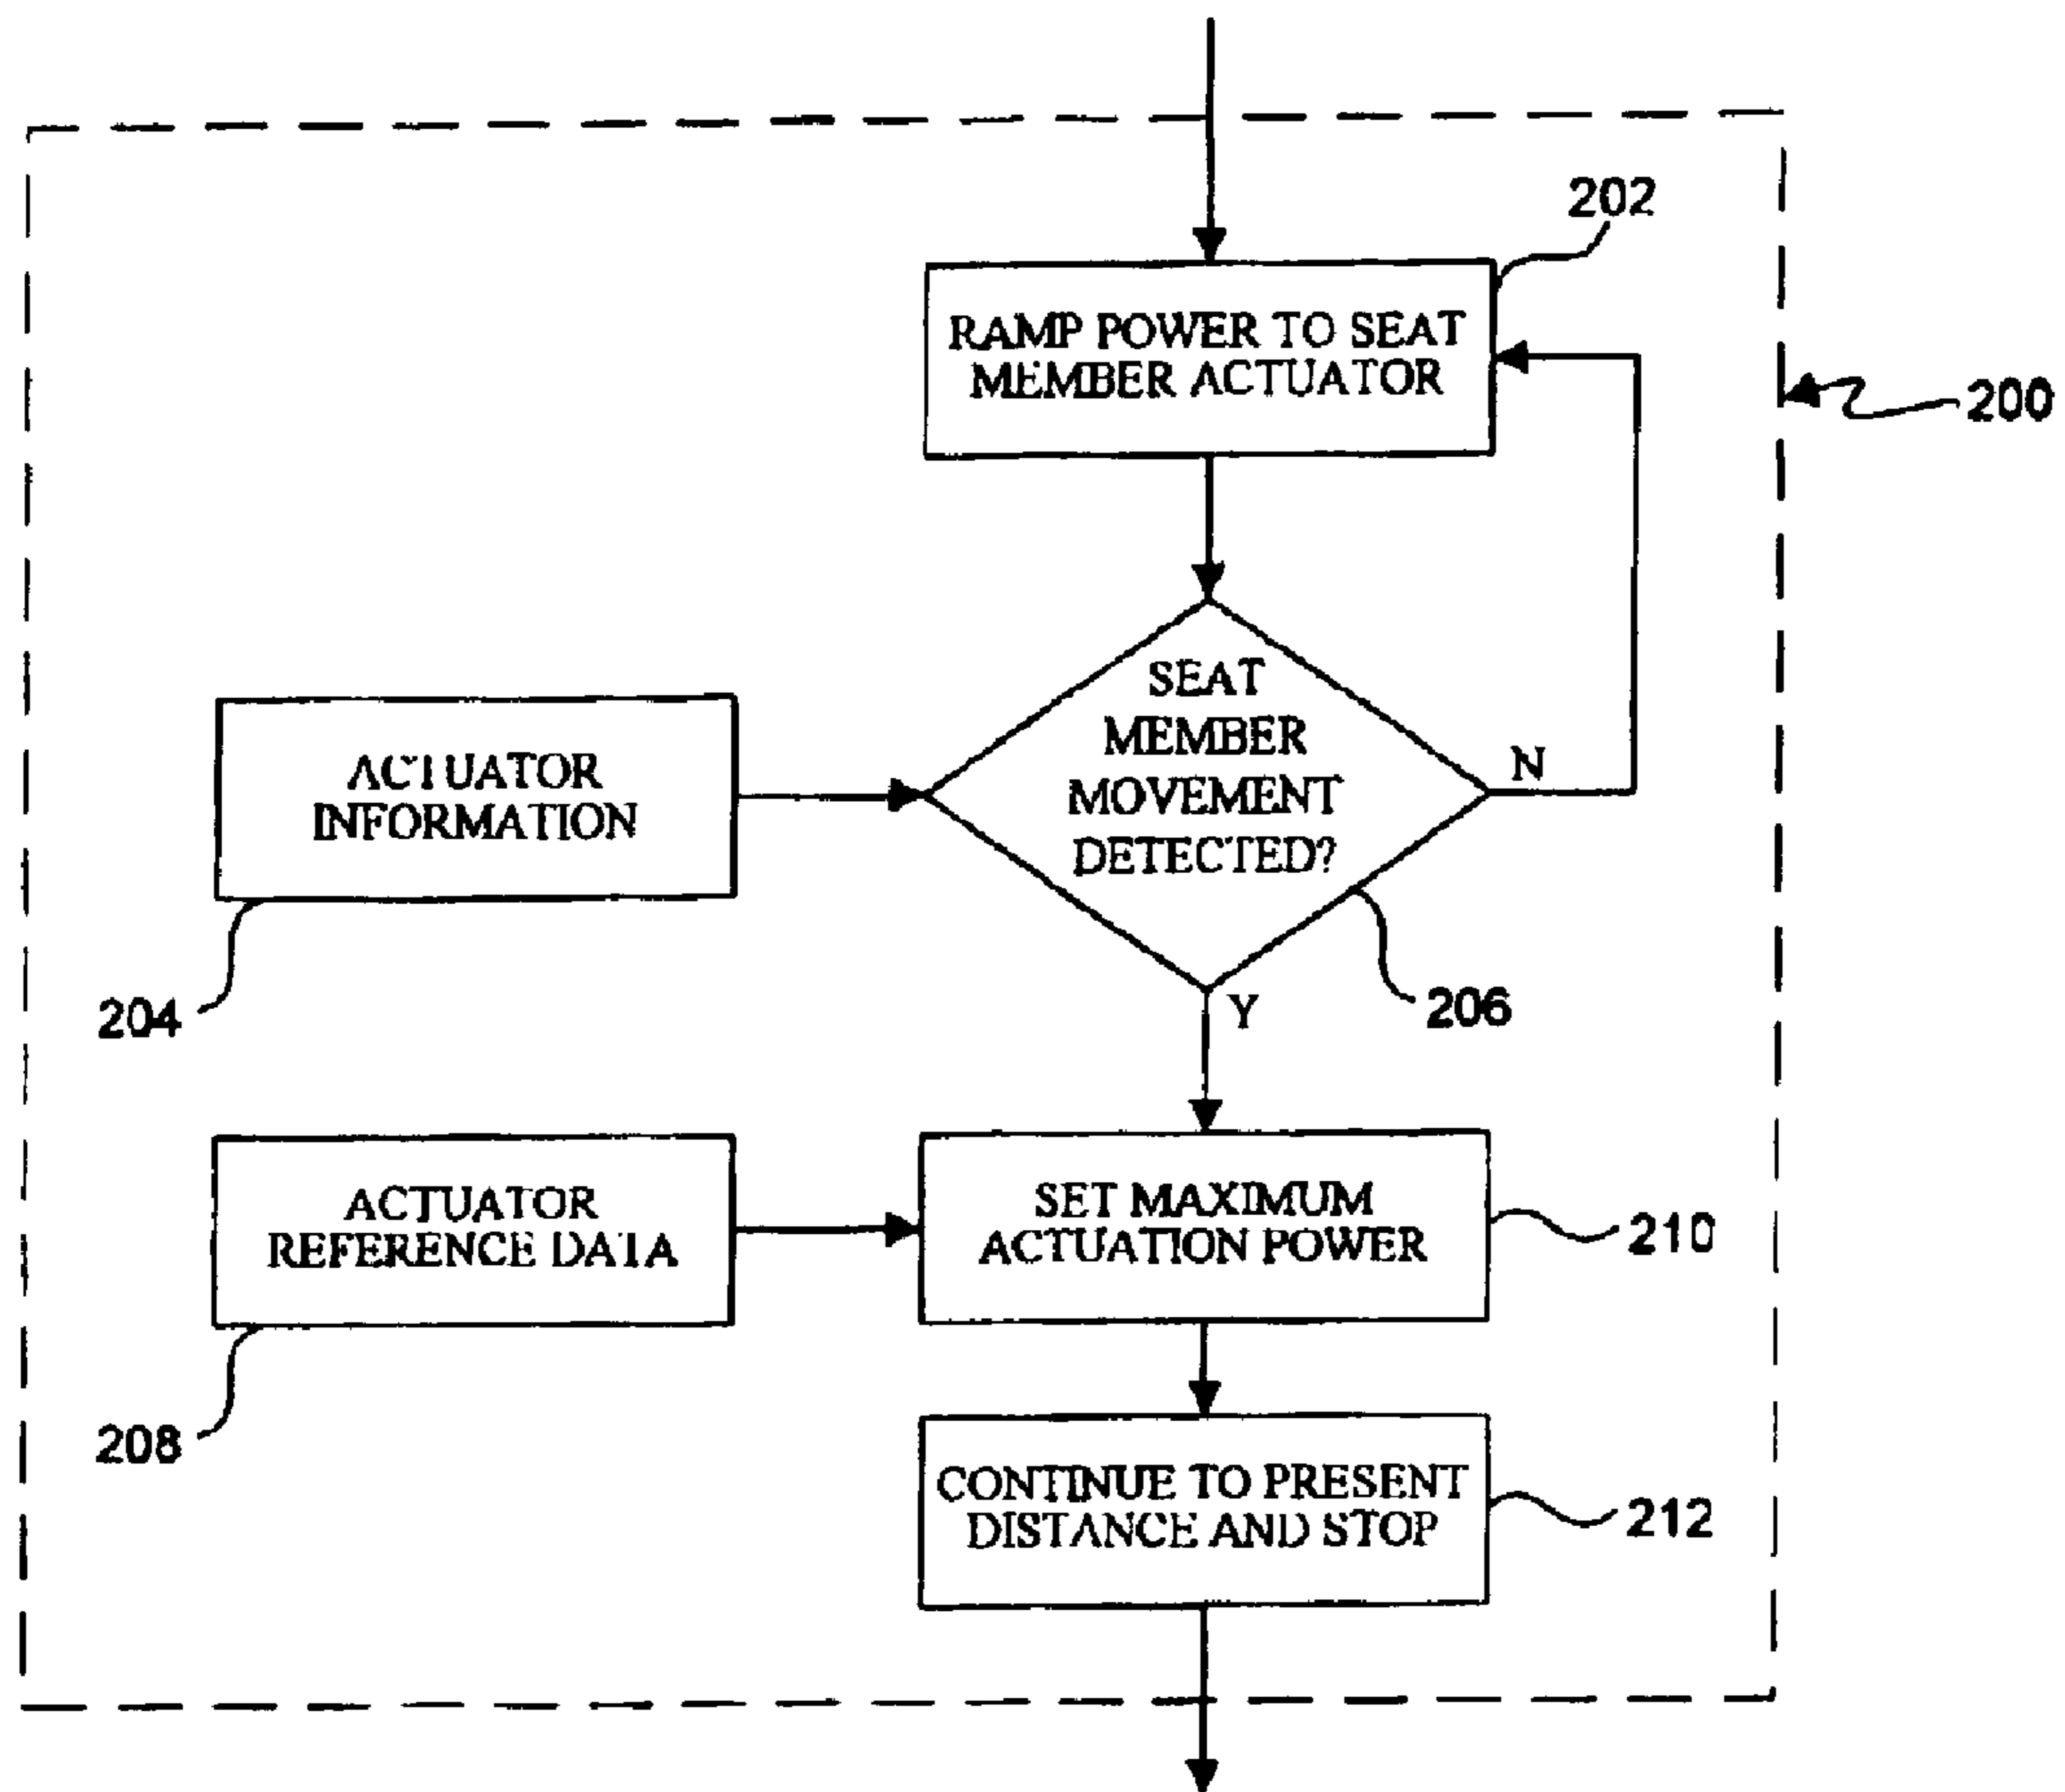 202
RAMP POWER TO SEAT
MEMBER ACTUATOR
200
SEAT
MEMBER
MOVEMENT
DETECTED?
N
ACTUATOR
INFORMATION
204
206
Y
ACTUATOR
REFERENCE DATA
SET MAXIMUM
ACTUATION POWER
210
208
CONTINUE TO PRESENT
DISTANCE AND STOP
212